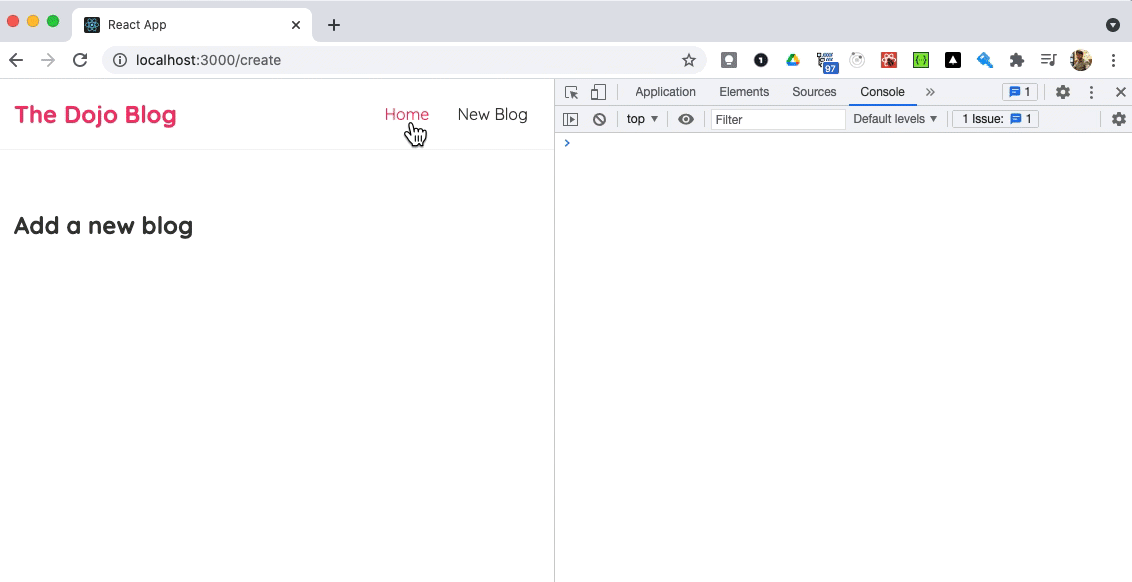 React App
localhost:3000/create
1
97
The Dojo Blog
Home
New Blog
Add a new blog
Application
Elements
Sources
Console
1
top
Filter
Default levels
1 Issue:
1